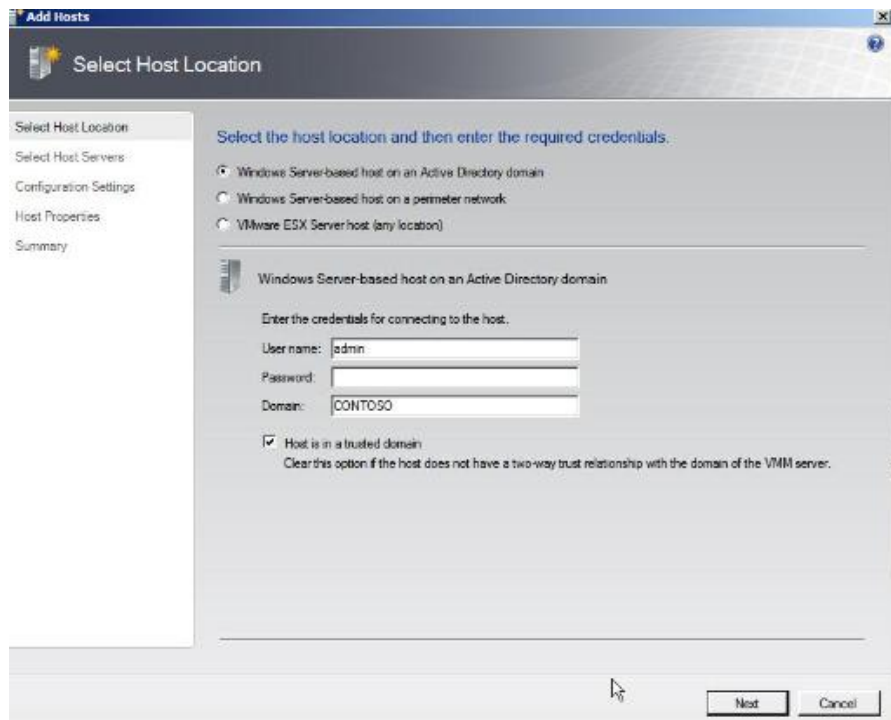 Add Hosts
Select Host Location
Select Host Location
Select Host Servers
Configuration Settings
Host Properties
Summary
Select the host location and then enter the required credentials.
Windows Server-based host on an Active Directory domain
Windows Server-based host on a perimeter network
VMware ESX Server host (any location)
Windows Server-based host on an Active Directory domain
Enter the credentials for connecting to the host.
User name: admin
Password:
Domain: CONTOSO
Host is in a trusted domain
Clear this option if the host does not have a two-way trust relationship with the domain of the VMM server.
Next Cancel